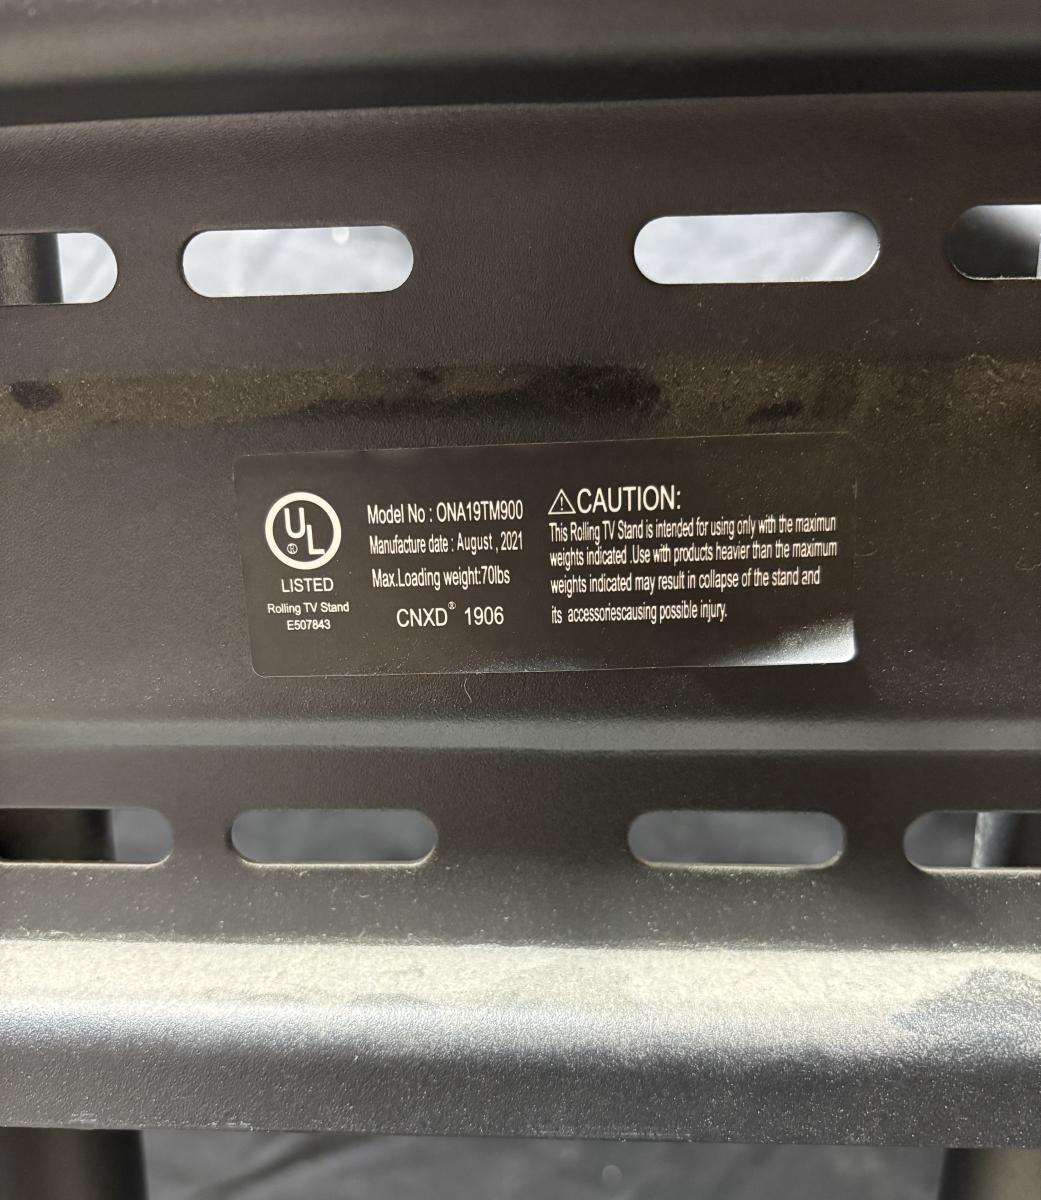 UL
®
LISTED
Rolling TV Stand
E507843
Model No : ONA19TM900
Manufacture date : August , 2021
Max.Loading weight:70lbs
CNXD® 1906
⚠CAUTION:
This Rolling TV Stand is intended for using only with the maximun
weights indicated .Use with products heavier than the maximum
weights indicated may result in collapse of the stand and
its accessoriescausing possible injury.